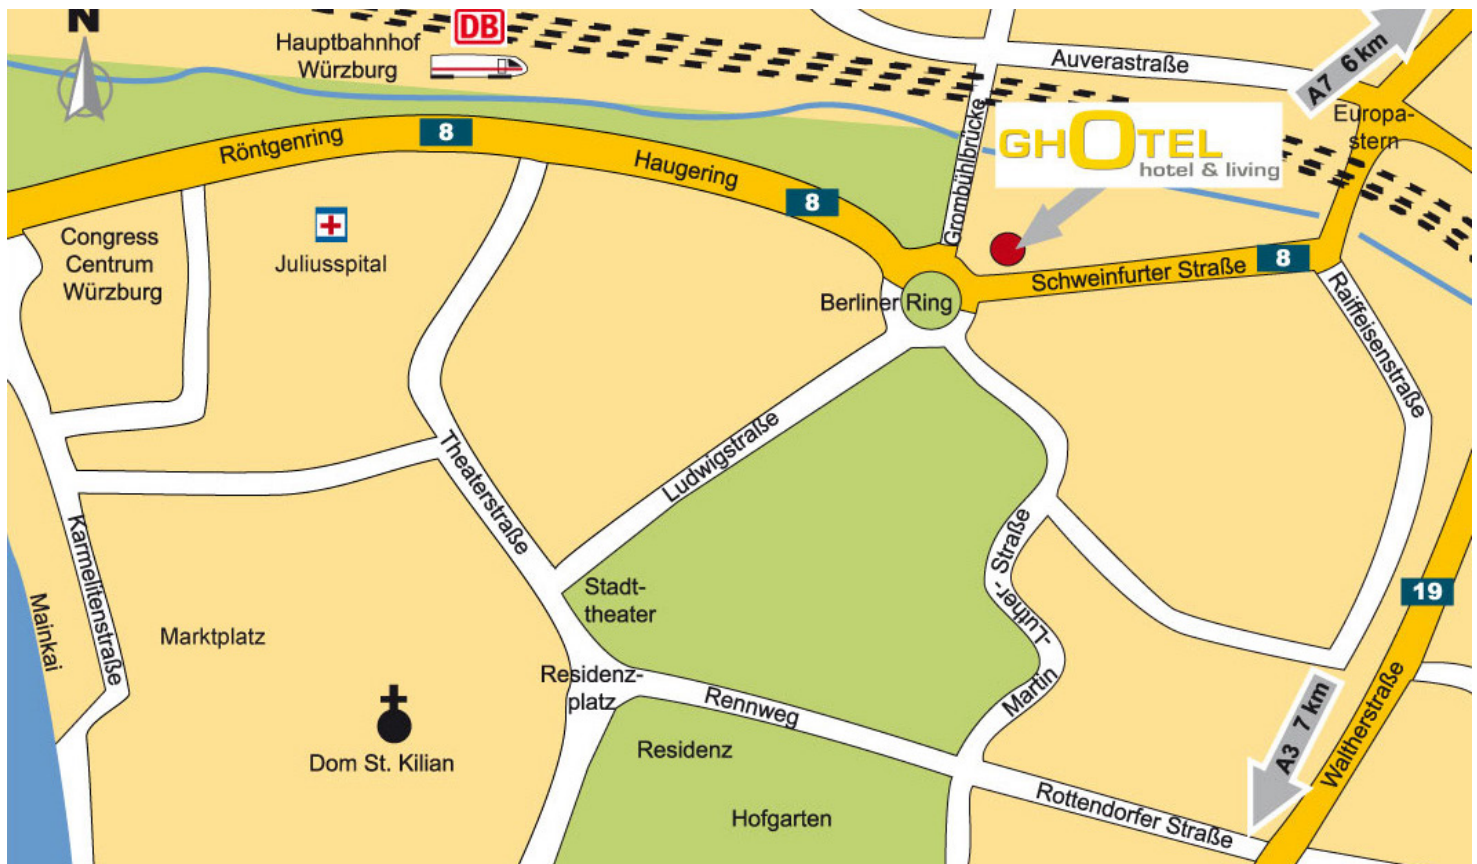 N
DB
Hauptbahnhof
Würzburg
Auverastraße
A7 6 km
Europa-
stern
GHOTEL
hotel & living
Grombühlbrücke
Röntgenring
8
Haugering
8
Congress
Centrum
Würzburg
Juliusspital
Schweinfurter Straße
8
Berliner Ring
Raiffeisenstraße
Theaterstraße
Ludwigstraße
Karmelitenstraße
Mainkai
Marktplatz
Stadt-
theater
Martin-Luther-Straße
19
Residenz-
platz
Rennweg
Residenz
Dom St. Kilian
Hofgarten
Rottendorfer Straße
A3 7 km
Waltherstraße